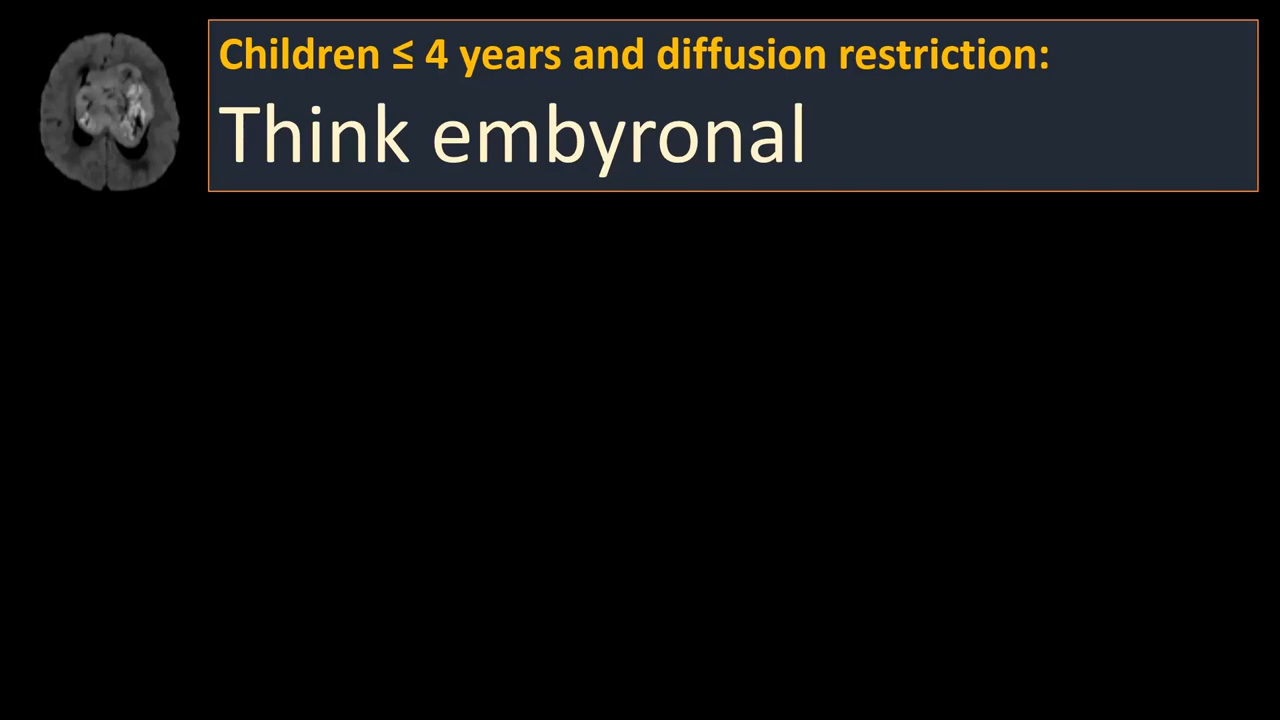 Children ≤ 4 years and diffusion restriction:
Think embyronal